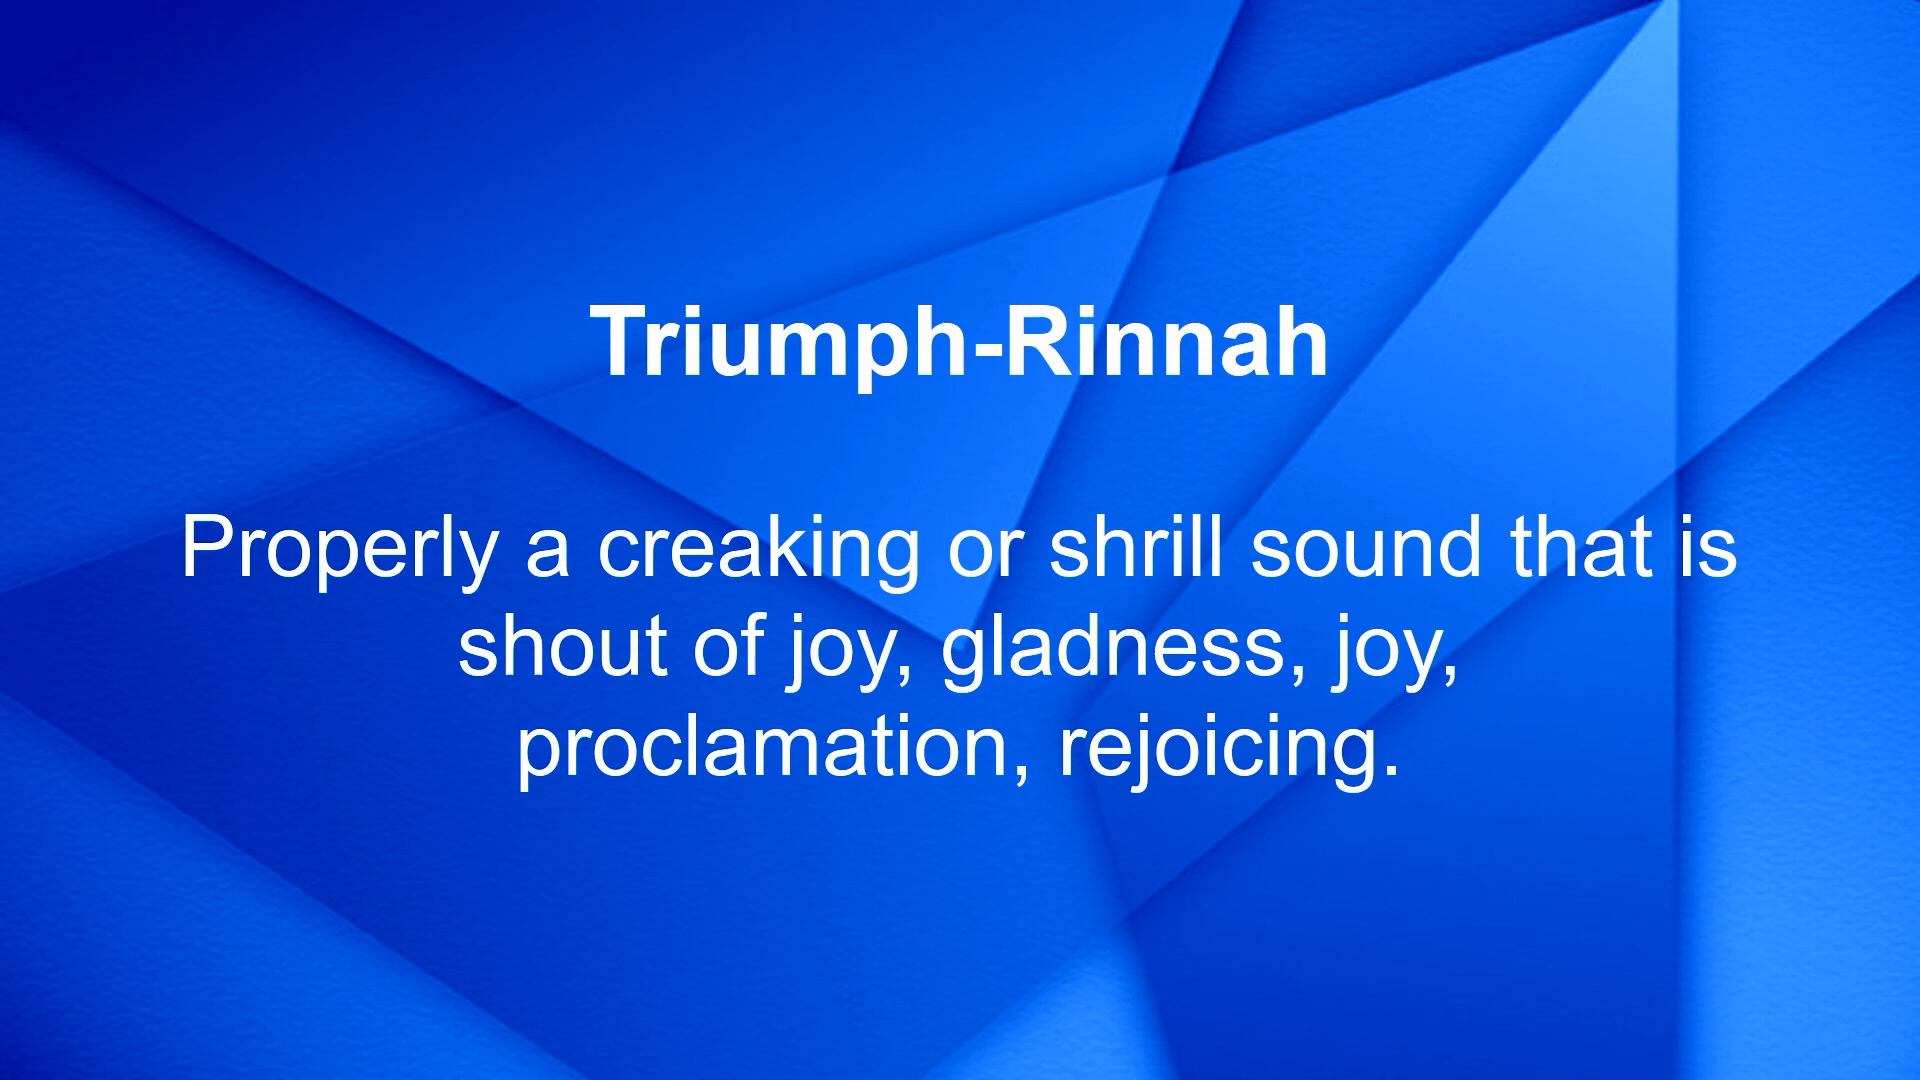 Triumph-Rinnah
Properly a creaking or shrill sound that is
shout of joy, gladness, joy,
proclamation, rejoicing.